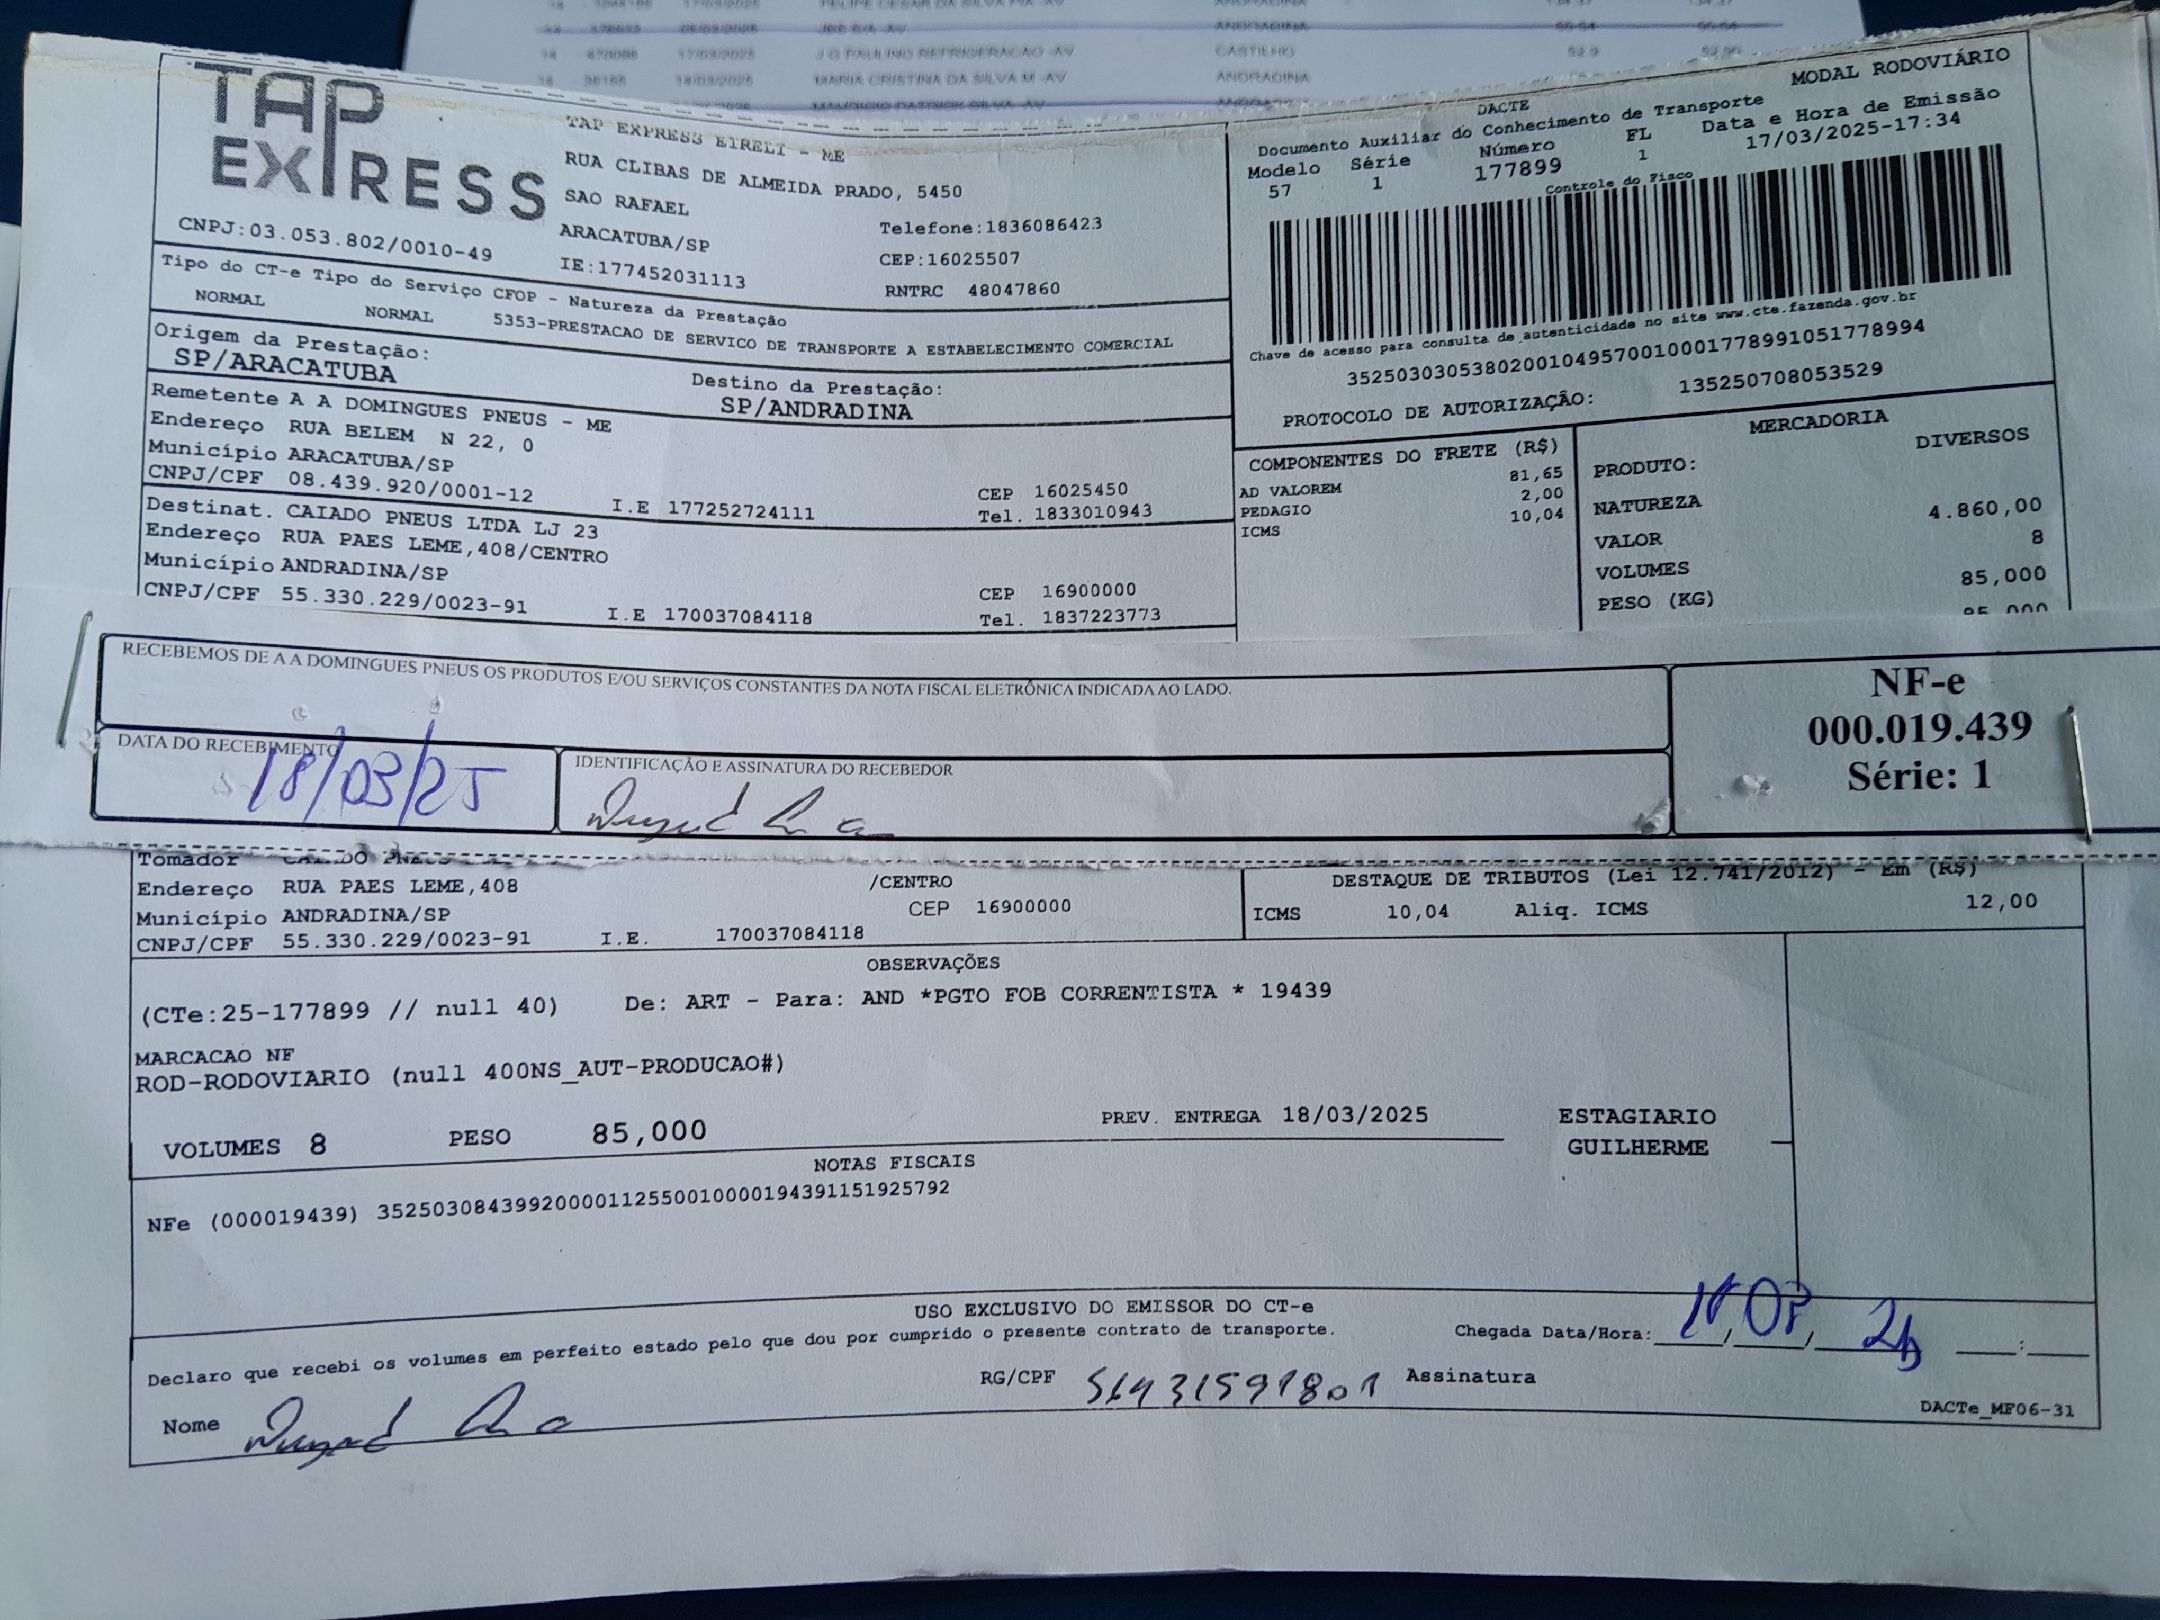 CASTILHO
MARIA CRISTINA DA SILVA M -AV ANDRADINA
TAP EXPRESS
TAP EXPRESS EIRELI - ME
RUA CLIBAS DE ALMEIDA PRADO, 5450
SAO RAFAEL
ARACATUBA/SP
IE:177452031113
Telefone:1836086423
CEP:16025507
RNTRC 48047860
CNPJ:03.053.802/0010-49
MODAL RODOVIÁRIO
DACTE
Documento Auxiliar do Conhecimento de Transporte
Modelo Série Número FL Data e Hora de Emissão
57 1 177899 1 17/03/2025-17:34
Controle do Fisco
Chave de acesso para consulta de autenticidade no site www.cte.fazenda.gov.br
35250303053802001049570010001778991051778994
PROTOCOLO DE AUTORIZAÇÃO: 135250708053529
Tipo do CT-e Tipo do Serviço CFOP - Natureza da Prestação
NORMAL NORMAL 5353-PRESTACAO DE SERVICO DE TRANSPORTE A ESTABELECIMENTO COMERCIAL
Origem da Prestação:
SP/ARACATUBA
Destino da Prestação:
SP/ANDRADINA
Remetente A A DOMINGUES PNEUS - ME
Endereço RUA BELEM N 22, 0
Município ARACATUBA/SP
CNPJ/CPF 08.439.920/0001-12 I.E 177252724111
CEP 16025450
Tel. 1833010943
Destinat. CAIADO PNEUS LTDA LJ 23
Endereço RUA PAES LEME,408/CENTRO
Município ANDRADINA/SP
CNPJ/CPF 55.330.229/0023-91 I.E 170037084118
CEP 16900000
Tel. 1837223773
COMPONENTES DO FRETE (R$)
81,65
AD VALOREM 2,00
PEDAGIO 10,04
ICMS
MERCADORIA
PRODUTO: DIVERSOS
NATUREZA
VALOR 4.860,00
VOLUMES 8
PESO (KG) 85,000
RECEBEMOS DE A A DOMINGUES PNEUS OS PRODUTOS E/OU SERVIÇOS CONSTANTES DA NOTA FISCAL ELETRÔNICA INDICADA AO LADO.
DATA DO RECEBIMENTO
18/03/25
IDENTIFICAÇÃO E ASSINATURA DO RECEBEDOR
NF-e
000.019.439
Série: 1
Tomador
Endereço RUA PAES LEME,408 /CENTRO
Município ANDRADINA/SP CEP 16900000
CNPJ/CPF 55.330.229/0023-91 I.E. 170037084118
DESTAQUE DE TRIBUTOS (Lei 12.741/2012) - Em (R$)
ICMS 10,04 Aliq. ICMS 12,00
OBSERVAÇÕES
(CTe:25-177899 // null 40) De: ART - Para: AND *PGTO FOB CORRENTISTA * 19439
MARCACAO NF
ROD-RODOVIARIO (null 400NS_AUT-PRODUCAO#)
VOLUMES 8 PESO 85,000 PREV. ENTREGA 18/03/2025
ESTAGIARIO
GUILHERME
NOTAS FISCAIS
NFe (000019439) 35250308439920000112550010000194391151925792
USO EXCLUSIVO DO EMISSOR DO CT-e
Declaro que recebi os volumes em perfeito estado pelo que dou por cumprido o presente contrato de transporte.
Chegada Data/Hora:
Nome RG/CPF 56431591801 Assinatura
DACTe_MF06-31